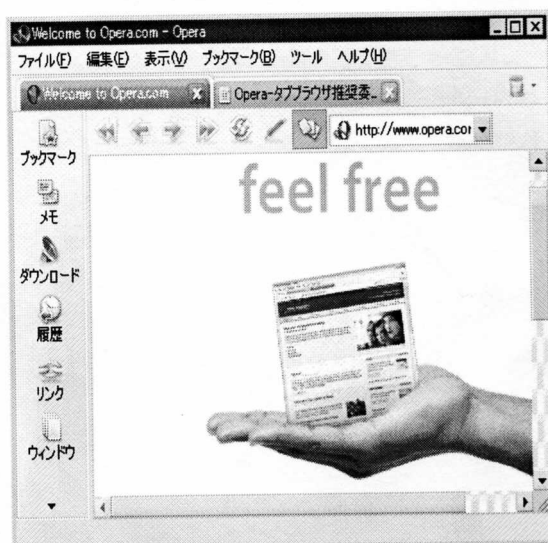 Welcome to Opera.com - Opera
ファイル(F) 編集(E) 表示(V) ブックマーク(B) ツール ヘルプ(H)
Welcome to Opera.com
Opera-タブブラウザ推奨委...
http://www.opera.cor
ブックマーク
メモ
ダウンロード
履歴
リンク
ウィンドウ
feel free